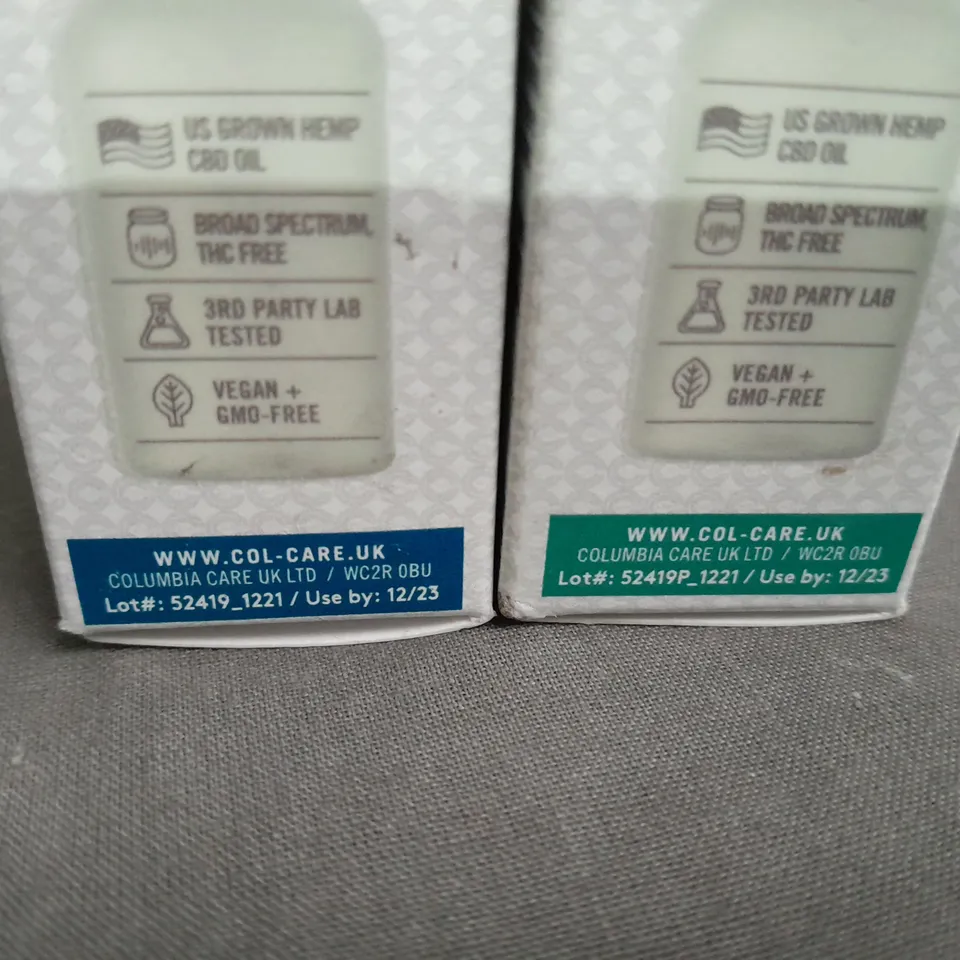 US GROWN HEMP
CBD OIL
BROAD SPECTRUM,
THC FREE
3RD PARTY LAB
TESTED
VEGAN +
GMO-FREE
WWW.COL-CARE.UK
COLUMBIA CARE UK LTD / WC2R 0BU
Lot#: 52419_1221 / Use by: 12/23
US GROWN HEMP
CBD OIL
BROAD SPECTRUM,
THC FREE
3RD PARTY LAB
TESTED
VEGAN +
GMO-FREE
WWW.COL-CARE.UK
COLUMBIA CARE UK LTD / WC2R 0BU
Lot#: 52419P_1221 / Use by: 12/23